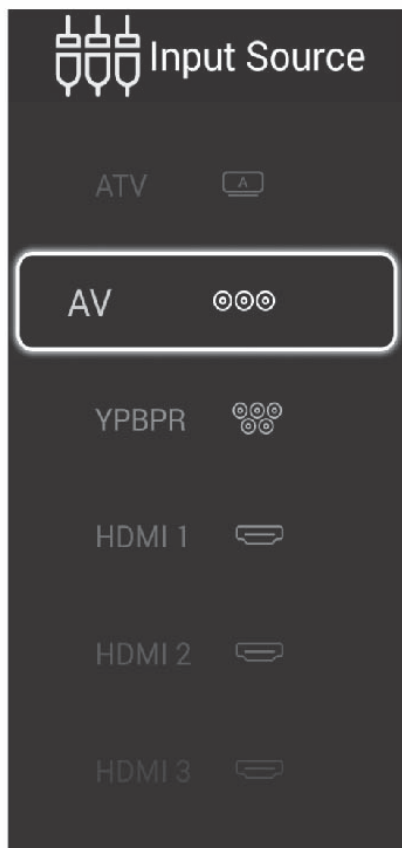 Input Source
ATV
A
AV
YPBPR
HDMI 1
HDMI 2
HDMI 3